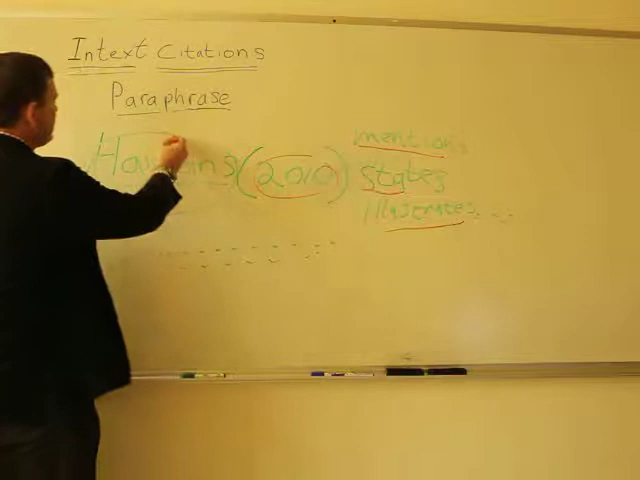 Intext Citations
Paraphrase
(2010) mentions
states
illustrates